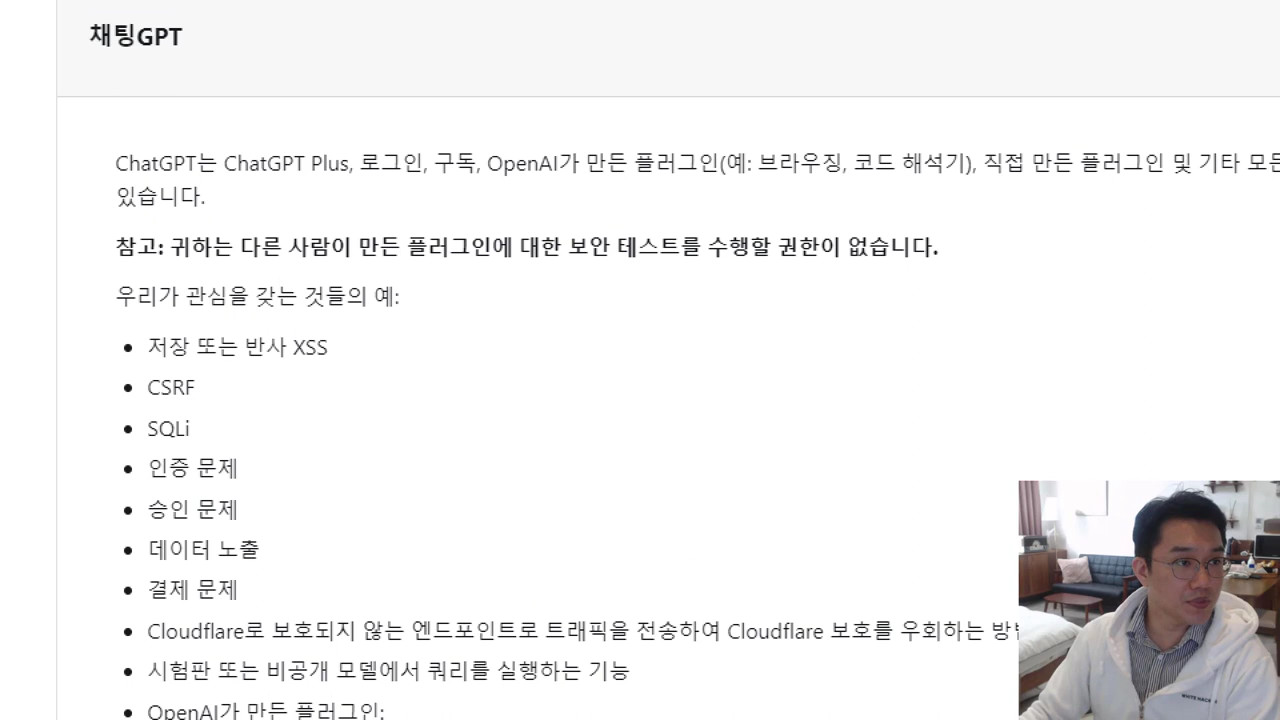 채팅GPT
ChatGPT는 ChatGPT Plus, 로그인, 구독, OpenAI가 만든 플러그인(예: 브라우징, 코드 해석기), 직접 만든 플러그인 및 기타 모든
있습니다.
참고: 귀하는 다른 사람이 만든 플러그인에 대한 보안 테스트를 수행할 권한이 없습니다.
우리가 관심을 갖는 것들의 예:
• 저장 또는 반사 XSS
• CSRF
• SQLi
• 인증 문제
• 승인 문제
• 데이터 노출
• 결제 문제
• Cloudflare로 보호되지 않는 엔드포인트로 트래픽을 전송하여 Cloudflare 보호를 우회하는
• 시험판 또는 비공개 모델에서 쿼리를 실행하는 기능
• OpenAI가 만든 플러그인:
WHITE